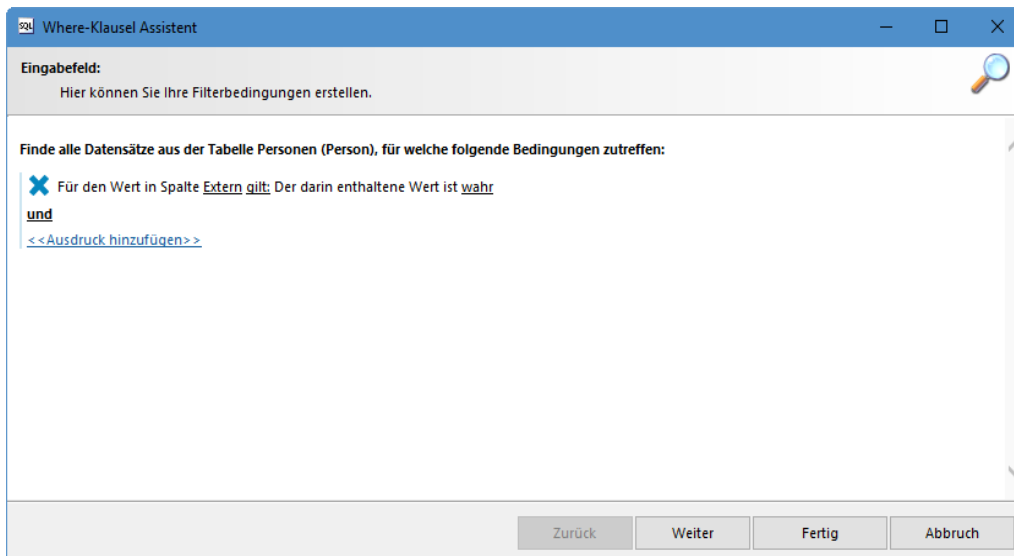 SQL Where-Klausel Assistent
Eingabefeld:
Hier können Sie Ihre Filterbedingungen erstellen.
Finde alle Datensätze aus der Tabelle Personen (Person), für welche folgende Bedingungen zutreffen:
Für den Wert in Spalte Extern gilt: Der darin enthaltene Wert ist wahr
und
<<Ausdruck hinzufügen>>
Zurück Weiter Fertig Abbruch